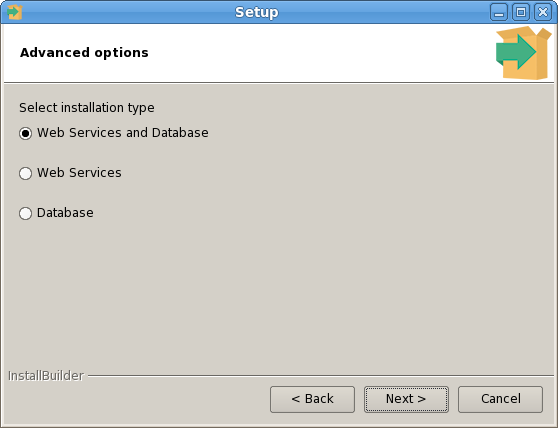 Setup
Advanced options
Select installation type
Web Services and Database
Web Services
Database
InstallBuilder
< Back
Next >
Cancel